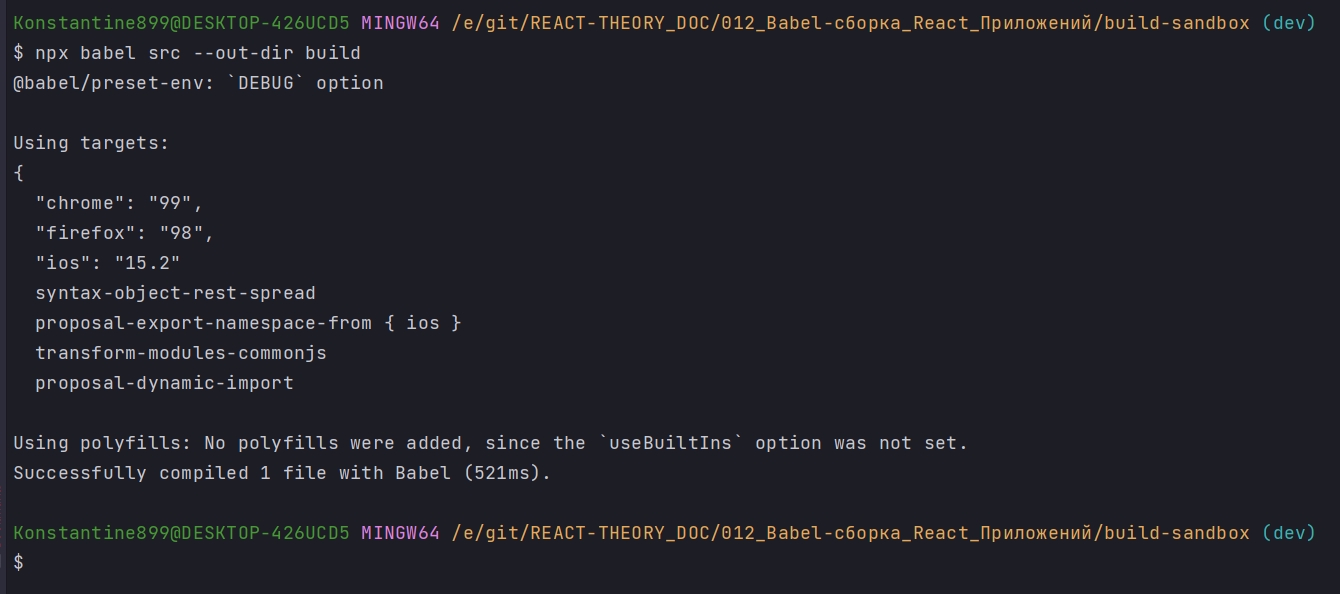 Konstantine899@DESKTOP-426UCD5 MINGW64 /e/git/REACT-THEORY_DOC/012_Babel-сборка_React_Приложений/build-sandbox (dev)
$ npx babel src --out-dir build
@babel/preset-env: `DEBUG` option
Using targets:
{
  "chrome": "99",
  "firefox": "98",
  "ios": "15.2"
  syntax-object-rest-spread
  proposal-export-namespace-from { ios }
  transform-modules-commonjs
  proposal-dynamic-import
Using polyfills: No polyfills were added, since the `useBuiltIns` option was not set.
Successfully compiled 1 file with Babel (521ms).
Konstantine899@DESKTOP-426UCD5 MINGW64 /e/git/REACT-THEORY_DOC/012_Babel-сборка_React_Приложений/build-sandbox (dev)
$